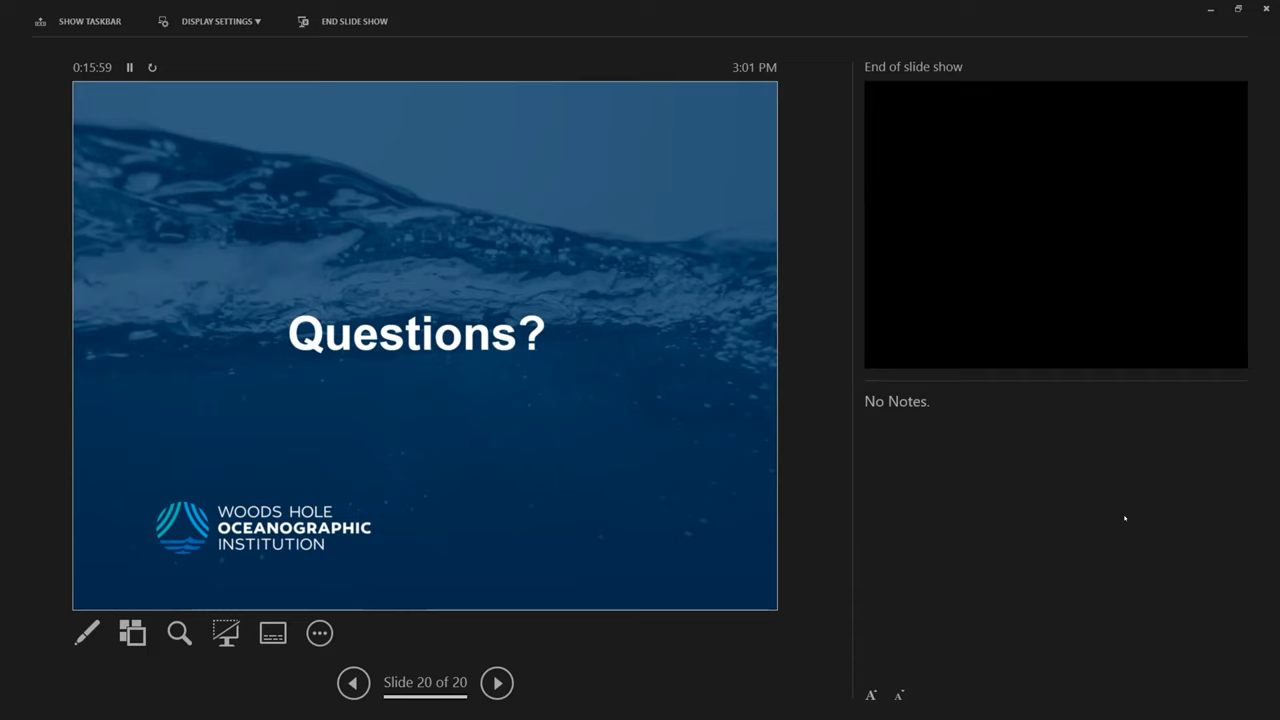 SHOW TASKBAR
DISPLAY SETTINGS ▼
END SLIDE SHOW
0:15:59
3:01 PM
End of slide show
Questions?
No Notes.
WOODS HOLE
OCEANOGRAPHIC
INSTITUTION
Slide 20 of 20
A A